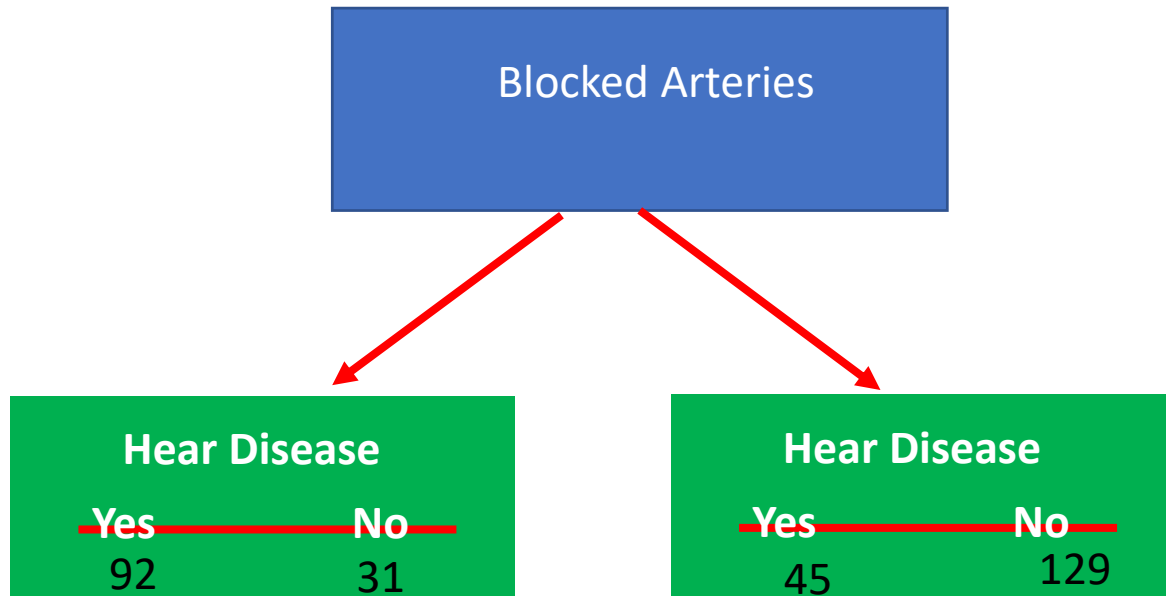 Blocked Arteries
Hear Disease
Yes No
92 31
Hear Disease
Yes No
45 129